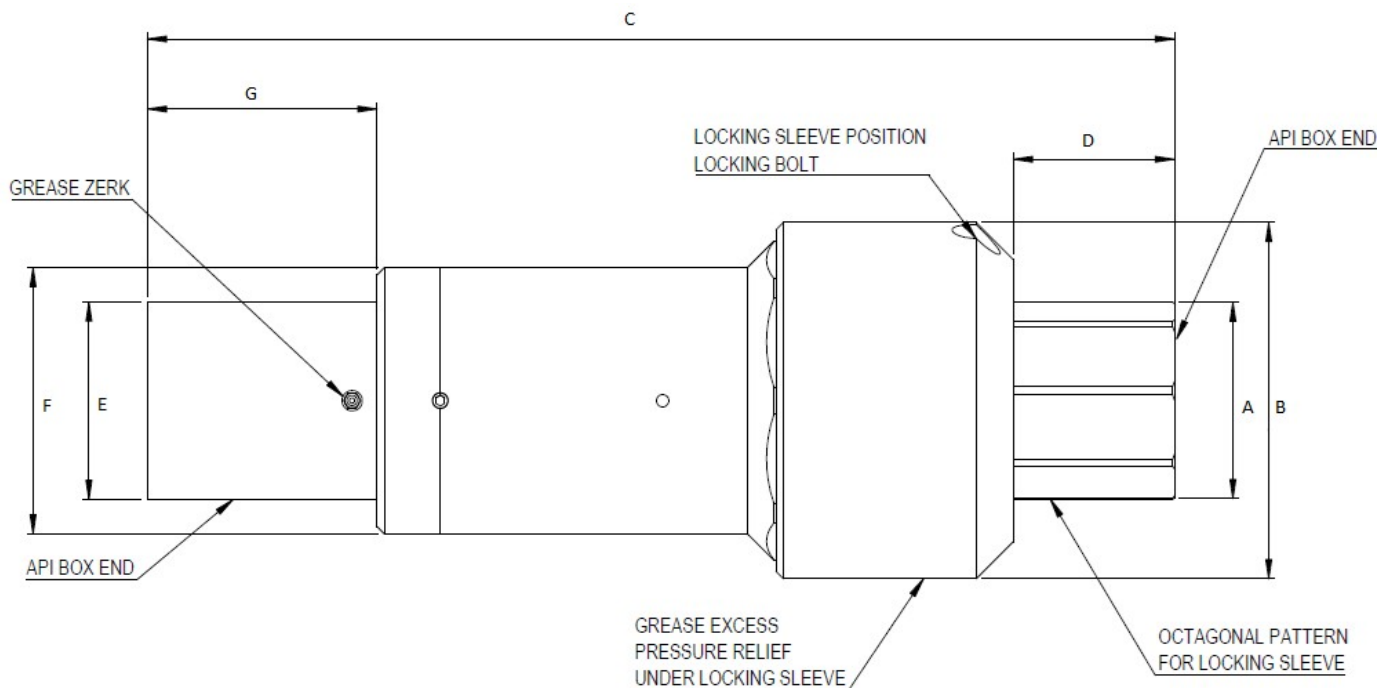 C
G
LOCKING SLEEVE POSITION
LOCKING BOLT
D
API BOX END
GREASE ZERK
F
E
A
B
API BOX END
GREASE EXCESS
PRESSURE RELIEF
UNDER LOCKING SLEEVE
OCTAGONAL PATTERN
FOR LOCKING SLEEVE